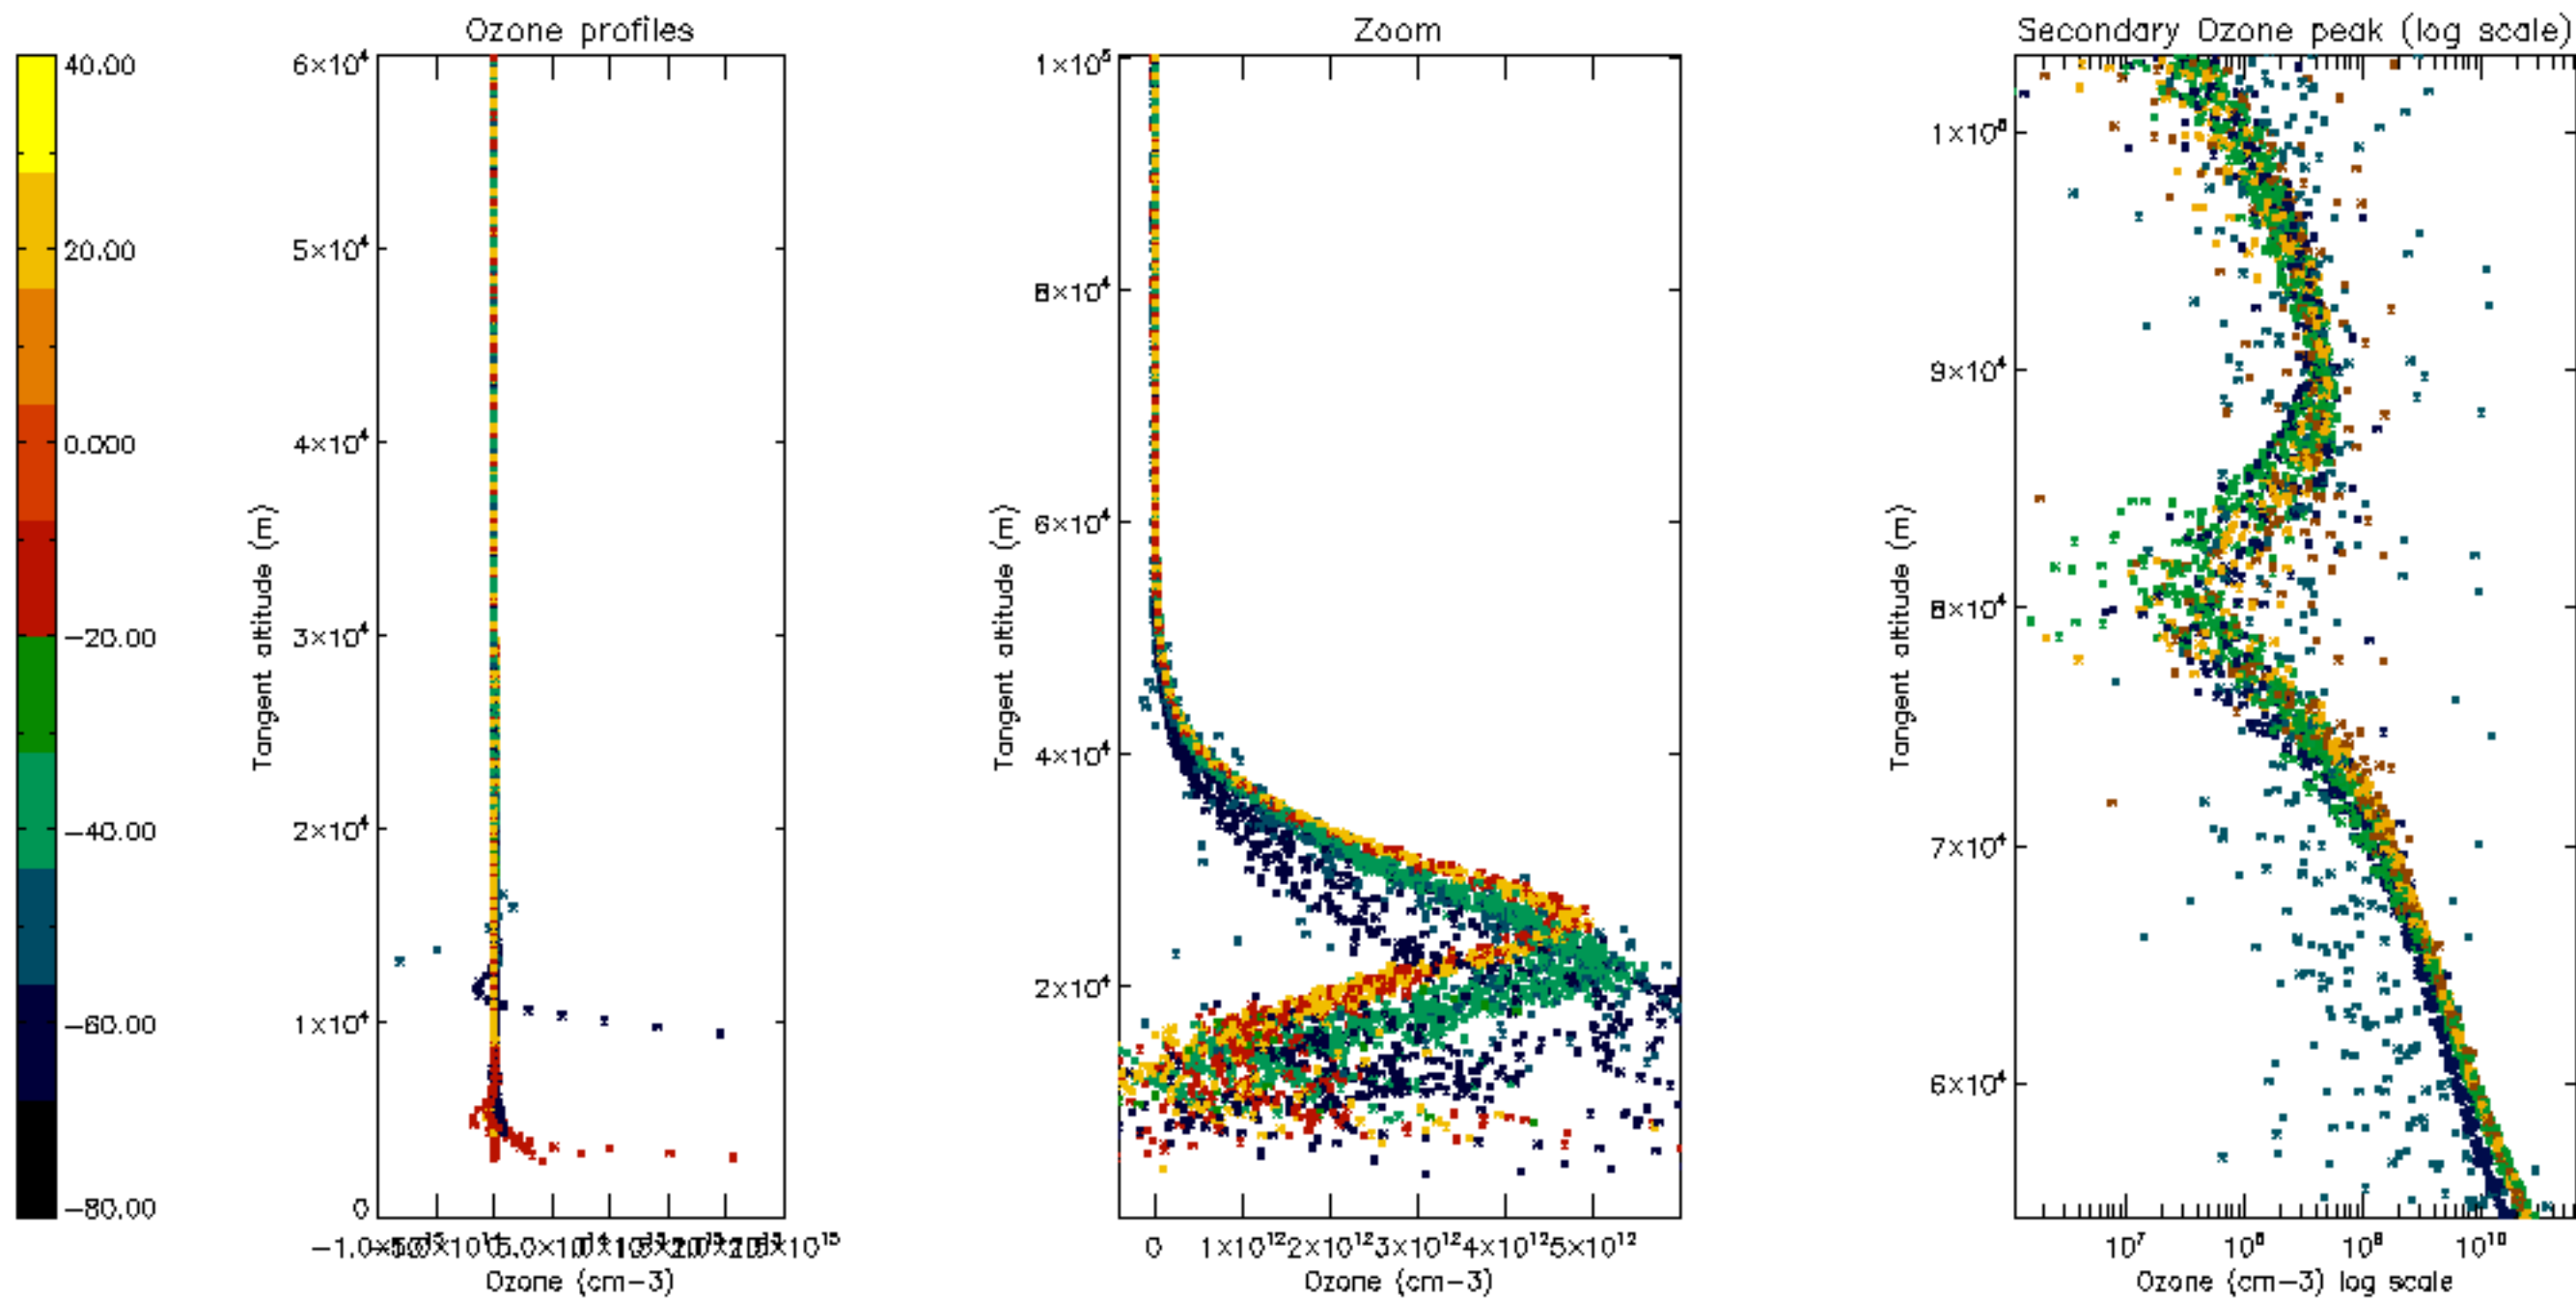 Ozone profiles
Zoom
Secondary Ozone peak (log scale)
40.00
20.00
0.000
-20.00
-40.00
-60.00
-80.00
6×10⁴
5×10⁴
4×10⁴
3×10⁴
2×10⁴
1×10⁴
0
Tangent altitude (m)
Ozone (cm-3)
1×10⁵
8×10⁴
6×10⁴
4×10⁴
2×10⁴
Tangent altitude (m)
0 1×10¹² 2×10¹² 3×10¹² 4×10¹² 5×10¹²
Ozone (cm-3)
9×10⁴
8×10⁴
7×10⁴
6×10⁴
Tangent altitude (m)
10⁷ 10⁸ 10⁹ 10¹⁰
Ozone (cm-3) log scale